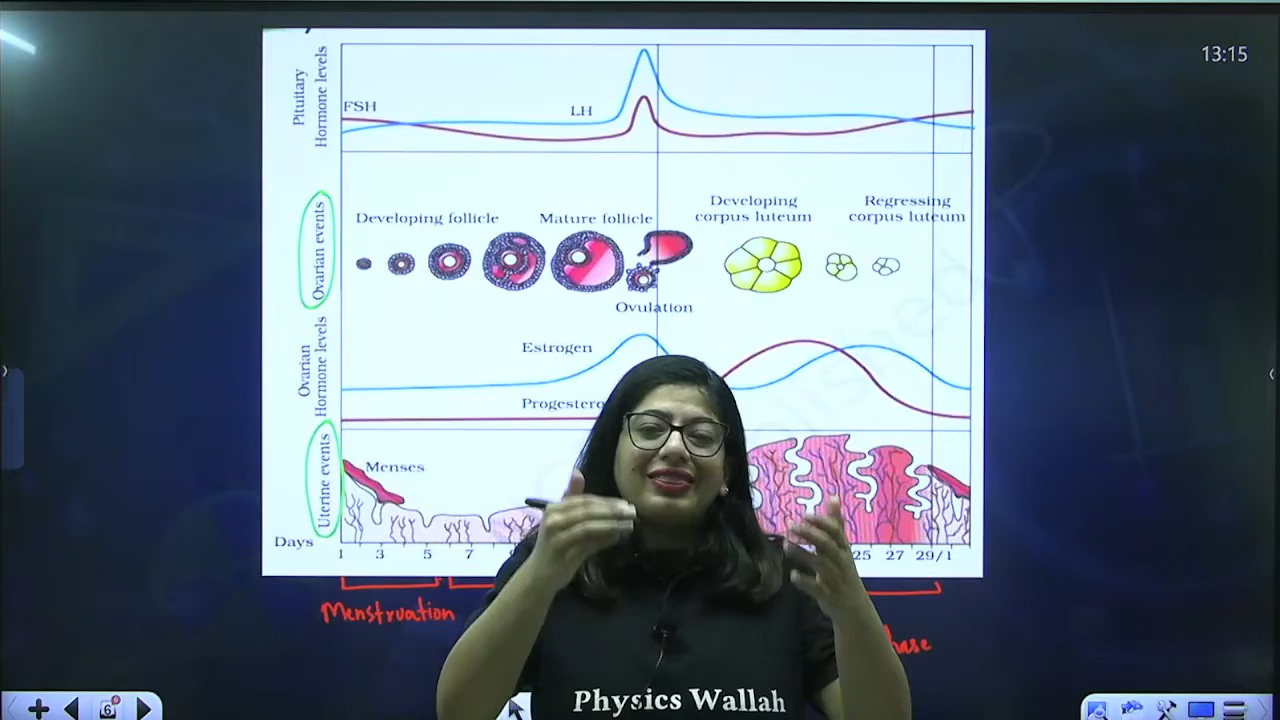 13:15
Pituitary
Hormone levels
FSH
LH
Ovarian events
Developing follicle
Mature follicle
Developing
corpus luteum
Regressing
corpus luteum
Ovulation
Ovarian
Hormone levels
Estrogen
Uterine events
Menses
Days
1 3 5 7
25 27 29/1
Menstruation
Physics Wallah
6